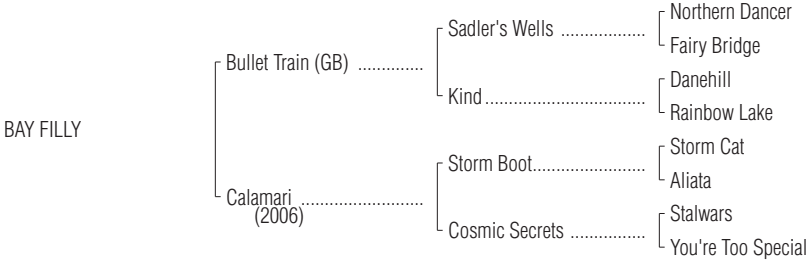 Northern Dancer
Sadler's Wells ..................
Fairy Bridge
Bullet Train (GB) ..............
Danehill
Kind..................................
Rainbow Lake
BAY FILLY
Storm Cat
Storm Boot........................
Aliata
Calamari ..........................
(2006)
Stalwars
Cosmic Secrets ................
You're Too Special